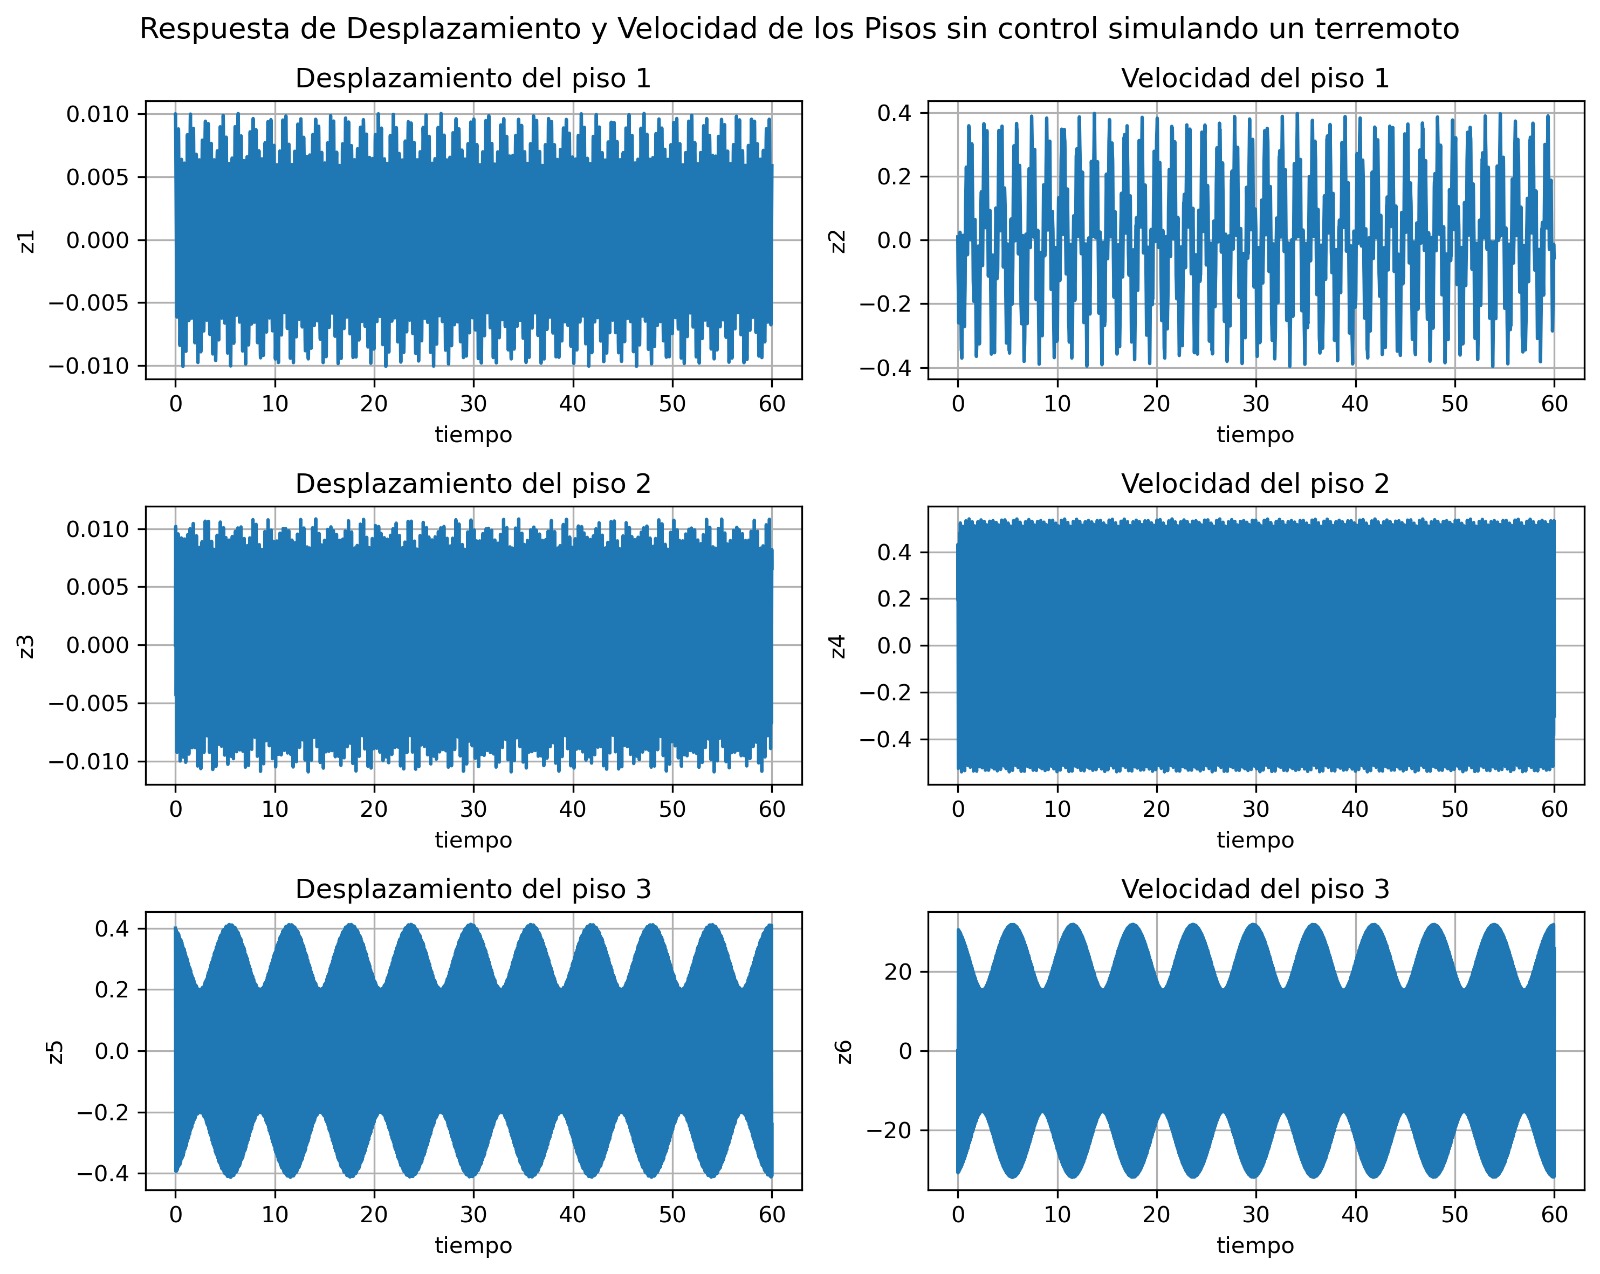 Respuesta de Desplazamiento y Velocidad de los Pisos sin control simulando un terremoto
Desplazamiento del piso 1
0.010
0.005
0.000
−0.005
−0.010
z1
0 10 20 30 40 50 60
tiempo
Velocidad del piso 1
0.4
0.2
0.0
−0.2
−0.4
z2
0 10 20 30 40 50 60
tiempo
Desplazamiento del piso 2
0.010
0.005
0.000
−0.005
−0.010
z3
0 10 20 30 40 50 60
tiempo
Velocidad del piso 2
0.4
0.2
0.0
−0.2
−0.4
z4
0 10 20 30 40 50 60
tiempo
Desplazamiento del piso 3
0.4
0.2
0.0
−0.2
−0.4
z5
0 10 20 30 40 50 60
tiempo
Velocidad del piso 3
20
0
−20
z6
0 10 20 30 40 50 60
tiempo